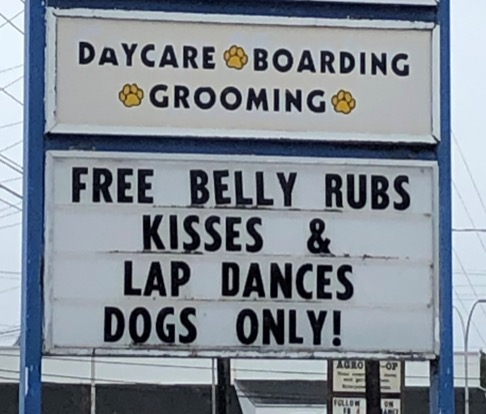 DAYCARE BOARDING
GROOMING
FREE BELLY RUBS
KISSES &
LAP DANCES
DOGS ONLY!